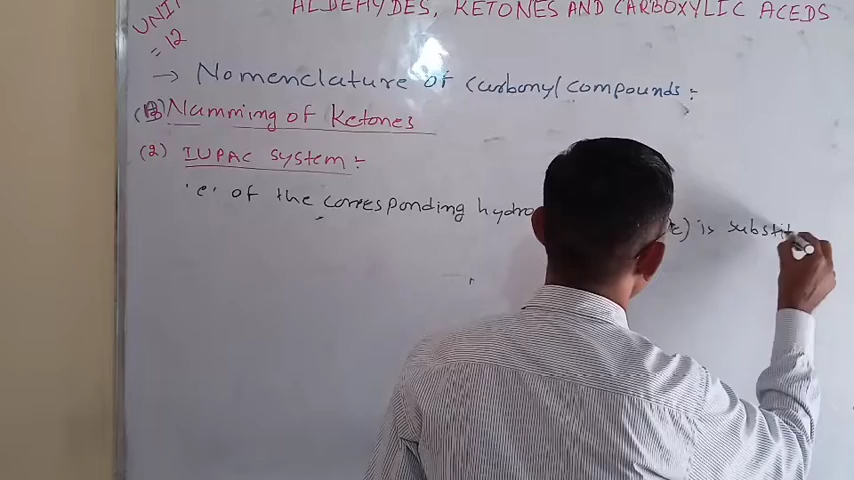 UNIT
= 12
ALDEHYDES, KETONES AND CARBOXYLIC ACEDS
→ Nomenclature of carbonyl compounds :
(B) Namming of Ketones
(2) IUPAC system :
'e' of the corresponding hydro is substit